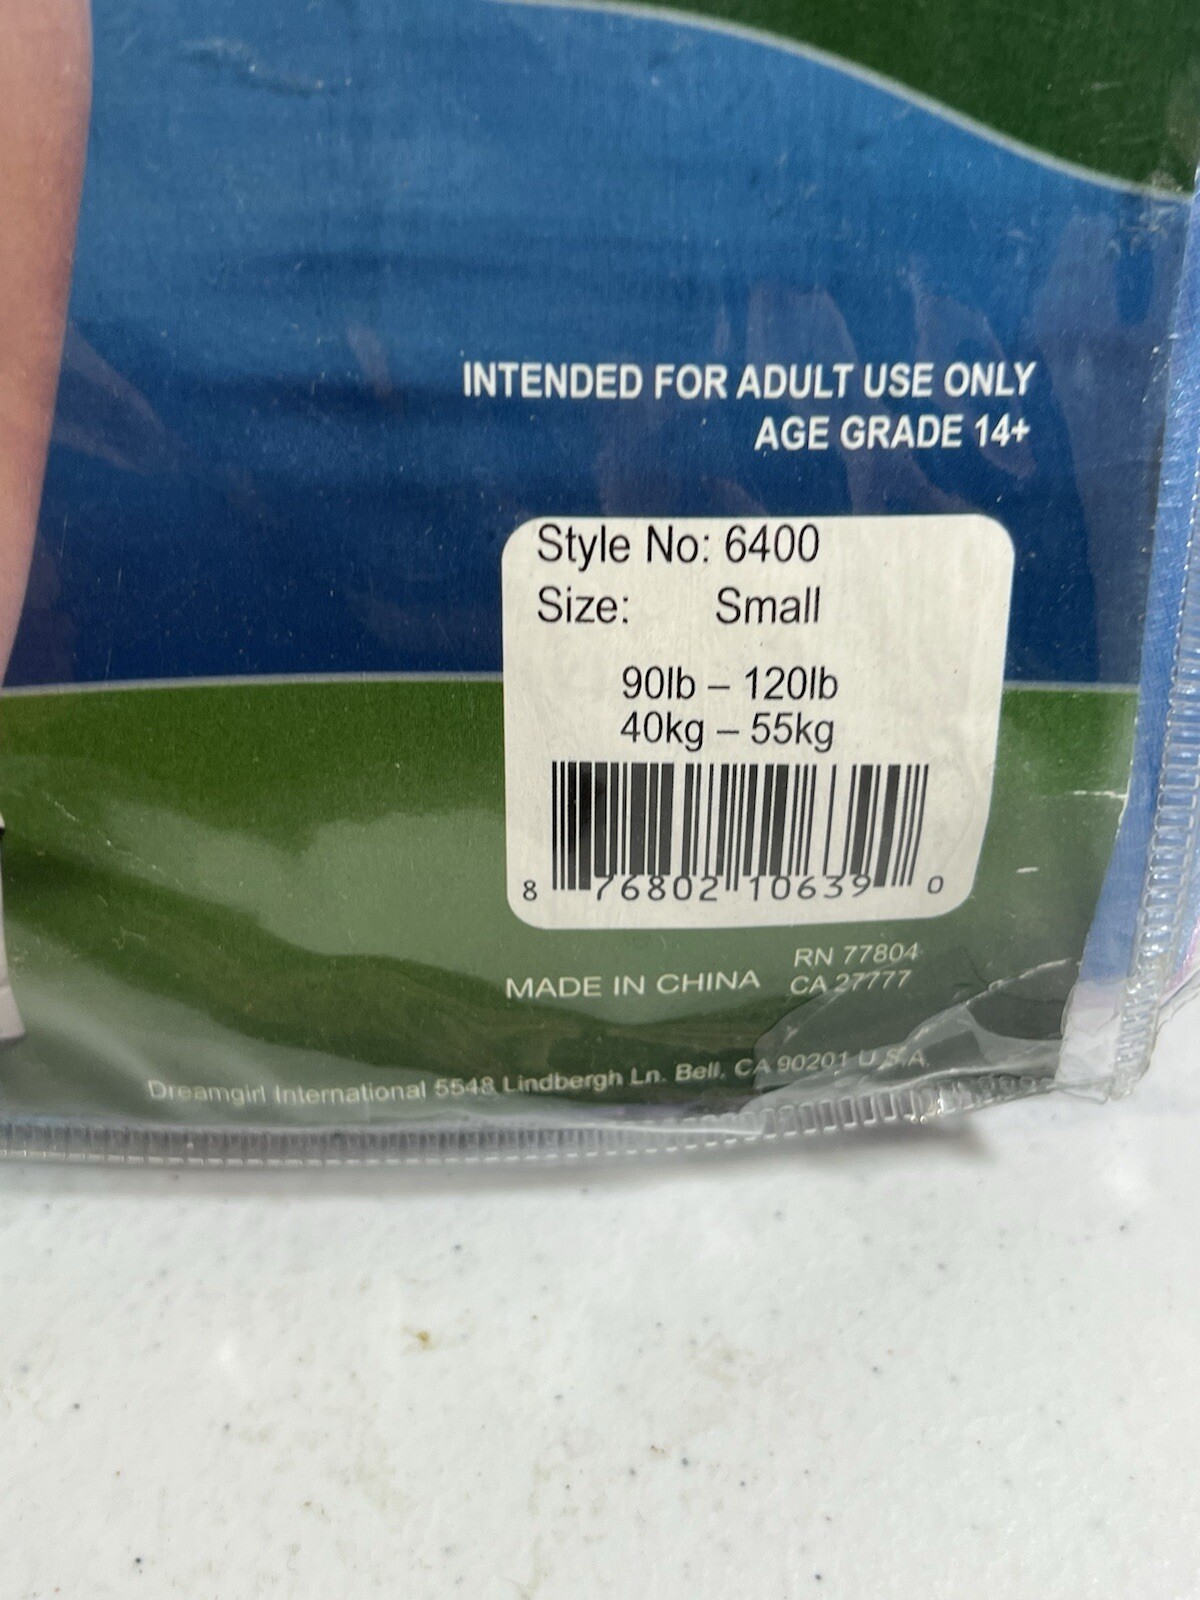 INTENDED FOR ADULT USE ONLY
AGE GRADE 14+
Style No: 6400
Size: Small
90lb – 120lb
40kg – 55kg
8 76802 10639 0
RN 77804
MADE IN CHINA CA 27777
Dreamgirl International 5548 Lindbergh Ln. Bell, CA 90201 U.S.A.